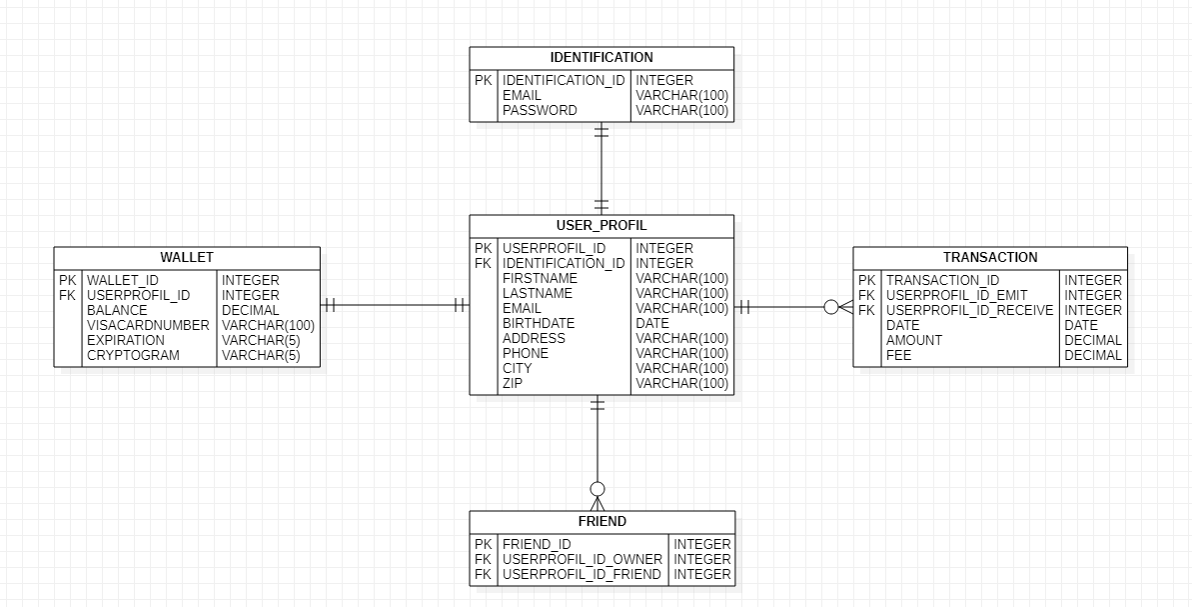 IDENTIFICATION
PK IDENTIFICATION_ID INTEGER
EMAIL VARCHAR(100)
PASSWORD VARCHAR(100)
USER_PROFIL
PK USERPROFIL_ID INTEGER
FK IDENTIFICATION_ID INTEGER
FIRSTNAME VARCHAR(100)
LASTNAME VARCHAR(100)
EMAIL VARCHAR(100)
BIRTHDATE DATE
ADDRESS VARCHAR(100)
PHONE VARCHAR(100)
CITY VARCHAR(100)
ZIP VARCHAR(100)
WALLET
PK WALLET_ID INTEGER
FK USERPROFIL_ID INTEGER
BALANCE DECIMAL
VISACARDNUMBER VARCHAR(100)
EXPIRATION VARCHAR(5)
CRYPTOGRAM VARCHAR(5)
TRANSACTION
PK TRANSACTION_ID INTEGER
FK USERPROFIL_ID_EMIT INTEGER
FK USERPROFIL_ID_RECEIVE INTEGER
DATE DATE
AMOUNT DECIMAL
FEE DECIMAL
FRIEND
PK FRIEND_ID INTEGER
FK USERPROFIL_ID_OWNER INTEGER
FK USERPROFIL_ID_FRIEND INTEGER